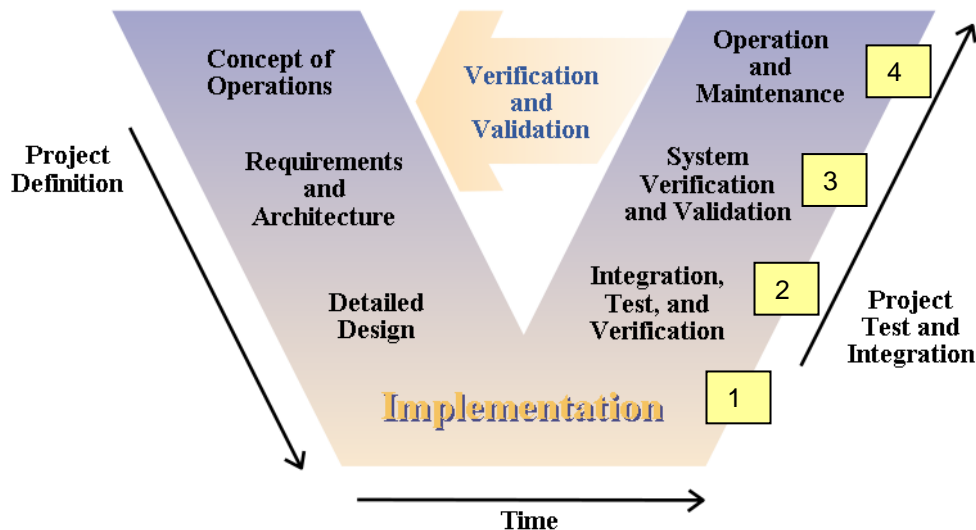 Concept of
Operations
Verification
and
Validation
Operation
and
Maintenance
4
Project
Definition
Requirements
and
Architecture
System
Verification
and Validation
3
Detailed
Design
Integration,
Test, and
Verification
2
Project
Test and
Integration
Implementation
1
Time